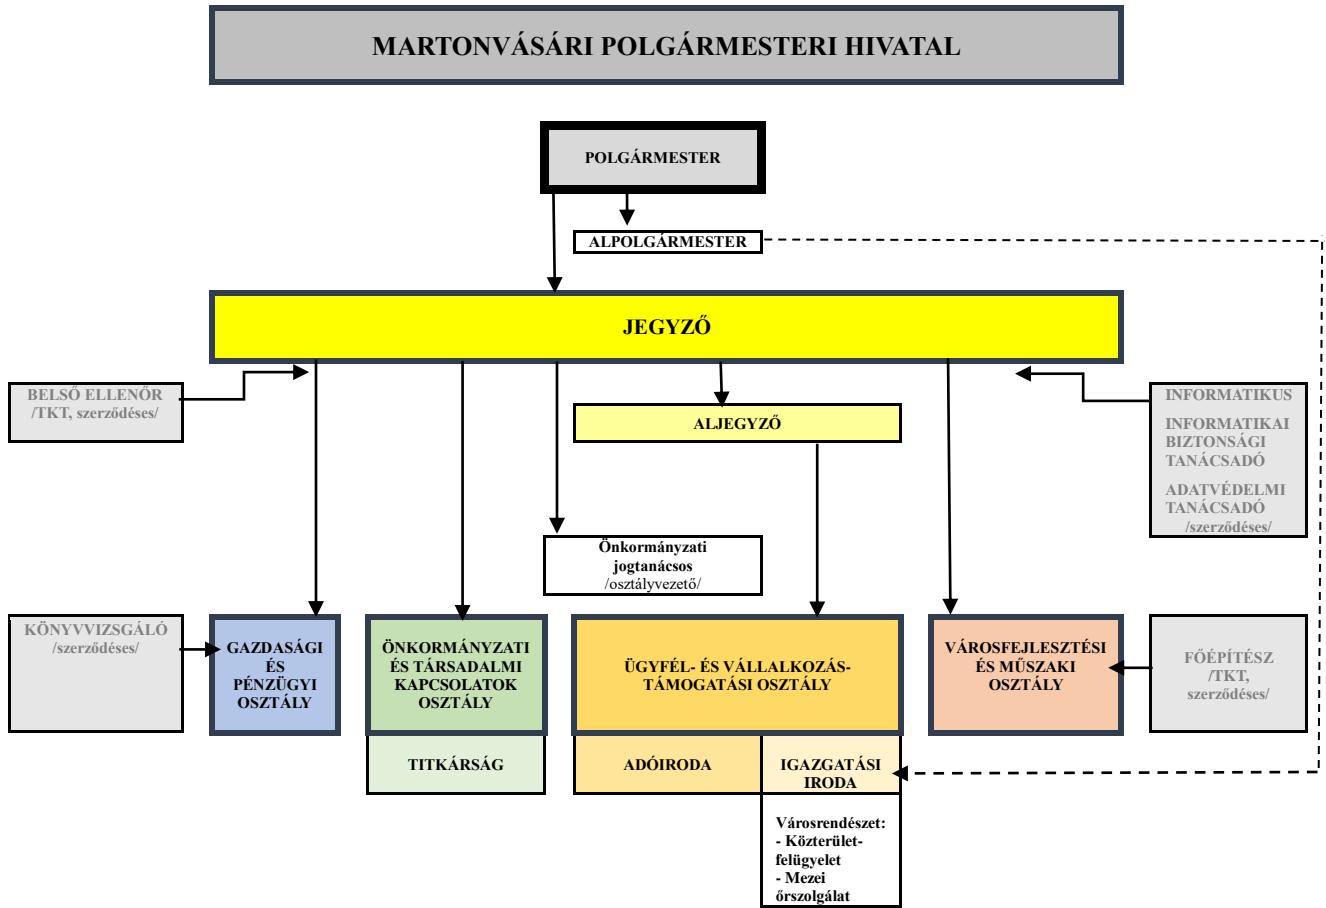 MARTONVÁSÁRI POLGÁRMESTERI HIVATAL
POLGÁRMESTER
ALPOLGÁRMESTER
JEGYZŐ
BELSŐ ELLENŐR
/TKT, szerződéses/
ALJEGYZŐ
INFORMATIKUS
INFORMATIKAI
BIZTONSÁGI
TANÁCSADÓ
ADATVÉDELMI
TANÁCSADÓ
/szerződéses/
Önkormányzati
jogtanácsos
/osztályvezető/
KÖNYVVIZSGÁLÓ
/szerződéses/
GAZDASÁGI
ÉS
PÉNZÜGYI
OSZTÁLY
ÖNKORMÁNYZATI
ÉS TÁRSADALMI
KAPCSOLATOK
OSZTÁLY
ÜGYFÉL- ÉS VÁLLALKOZÁS-
TÁMOGATÁSI OSZTÁLY
VÁROSFEJLESZTÉSI
ÉS MŰSZAKI
OSZTÁLY
FŐÉPÍTÉSZ
/TKT,
szerződéses/
TITKÁRSÁG
ADÓIRODA
IGAZGATÁSI
IRODA
Városrendészet:
- Közterület-
felügyelet
- Mezei
őrszolgálat